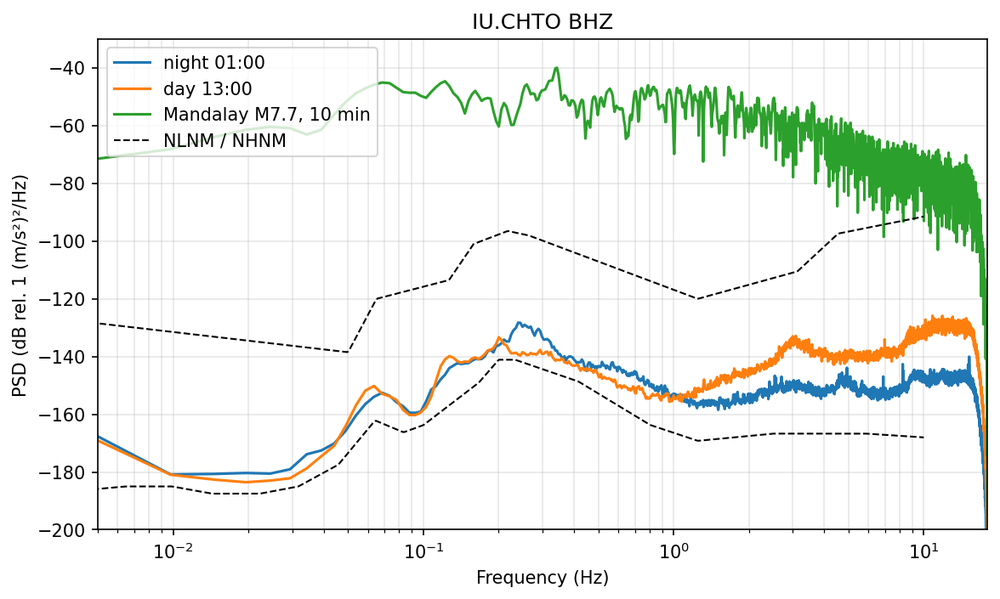 IU.CHTO BHZ
night 01:00
day 13:00
Mandalay M7.7, 10 min
NLNM / NHNM
PSD (dB rel. 1 (m/s²)²/Hz)
−40
−60
−80
−100
−120
−140
−160
−180
−200
10⁻² 10⁻¹ 10⁰ 10¹
Frequency (Hz)